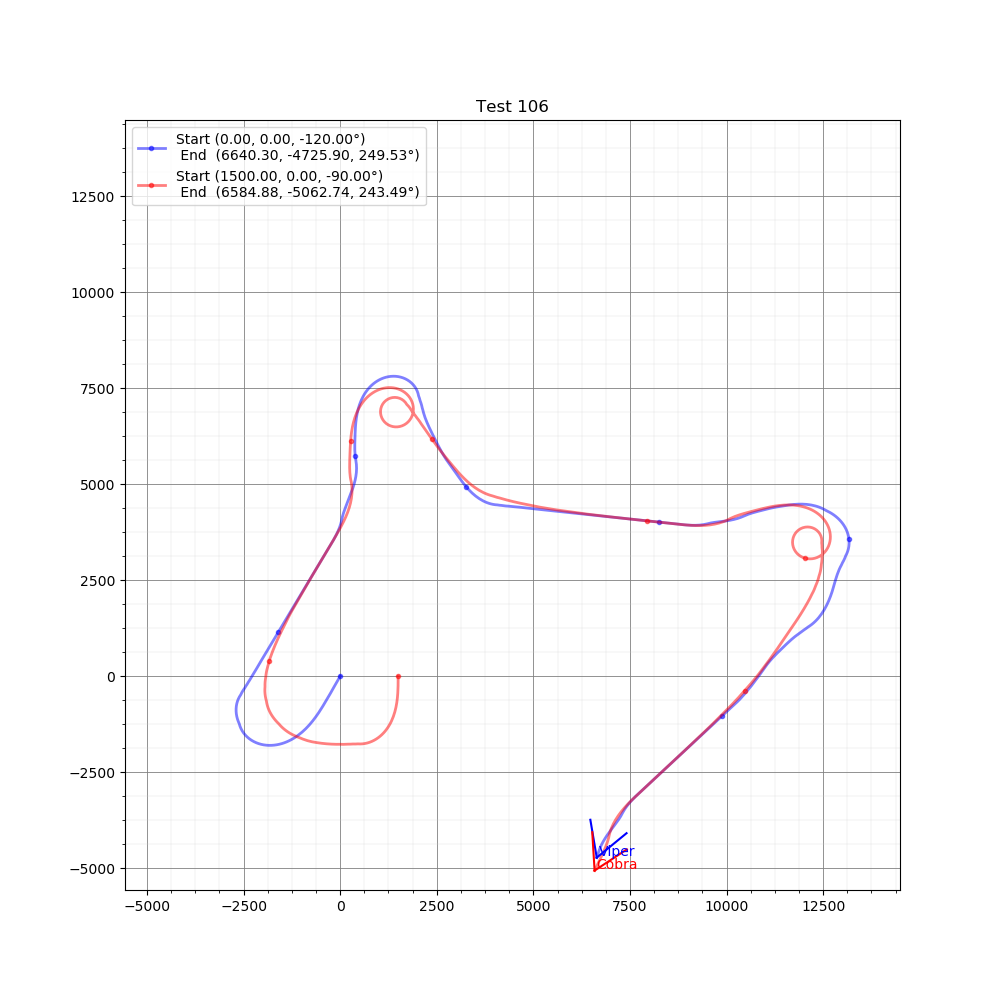 Test 106
Start (0.00, 0.00, -120.00°)
End  (6640.30, -4725.90, 249.53°)
Start (1500.00, 0.00, -90.00°)
End  (6584.88, -5062.74, 243.49°)
12500
10000
7500
5000
2500
0
−2500
−5000
Viper
Cobra
−5000 −2500 0 2500 5000 7500 10000 12500